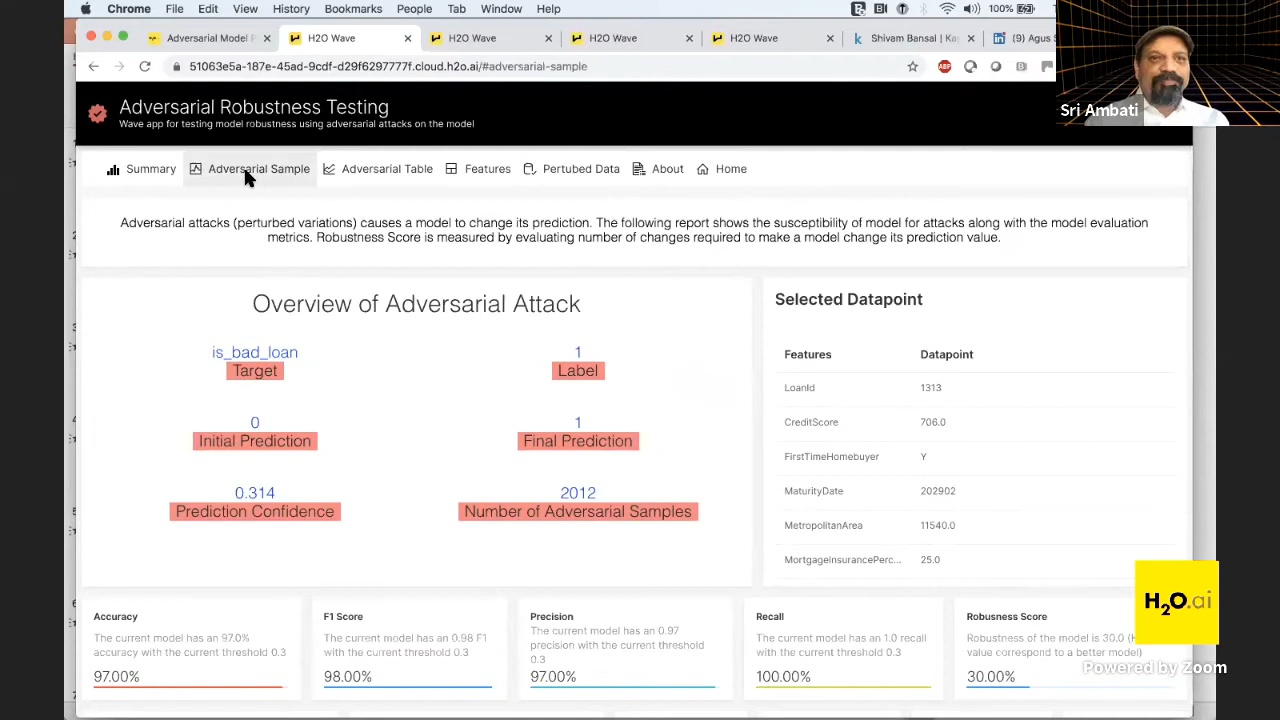 Chrome File Edit View History Bookmarks People Tab Window Help 100%
Adversarial Model P H2O Wave H2O Wave H2O Wave H2O Wave Shivam Bansal | Ka (9) Agus S
51063e5a-187e-45ad-9cdf-d29f6297777f.cloud.h2o.ai/#adversarial-sample
ABP
Sri Ambati
Adversarial Robustness Testing
Wave app for testing model robustness using adversarial attacks on the model
Summary Adversarial Sample Adversarial Table Features Pertubed Data About Home
Adversarial attacks (perturbed variations) causes a model to change its prediction. The following report shows the susceptibility of model for attacks along with the model evaluation
metrics. Robustness Score is measured by evaluating number of changes required to make a model change its prediction value.
Overview of Adversarial Attack
is_bad_loan
Target
1
Label
0
Initial Prediction
1
Final Prediction
0.314
Prediction Confidence
2012
Number of Adversarial Samples
Selected Datapoint
Features Datapoint
LoanId 1313
CreditScore 706.0
FirstTimeHomebuyer Y
MaturityDate 202902
MetropolitanArea 11540.0
MortgageInsurancePerc... 25.0
Accuracy
The current model has an 97.0%
accuracy with the current threshold 0.3
97.00%
F1 Score
The current model has an 0.98 F1
with the current threshold 0.3
98.00%
Precision
The current model has an 0.97
precision with the current threshold
0.3
97.00%
Recall
The current model has an 1.0 recall
with the current threshold 0.3
100.00%
Robusness Score
Robustness of the model is 30.0 (H
value correspond to a better model)
30.00%
H2O.ai
Powered by Zoom